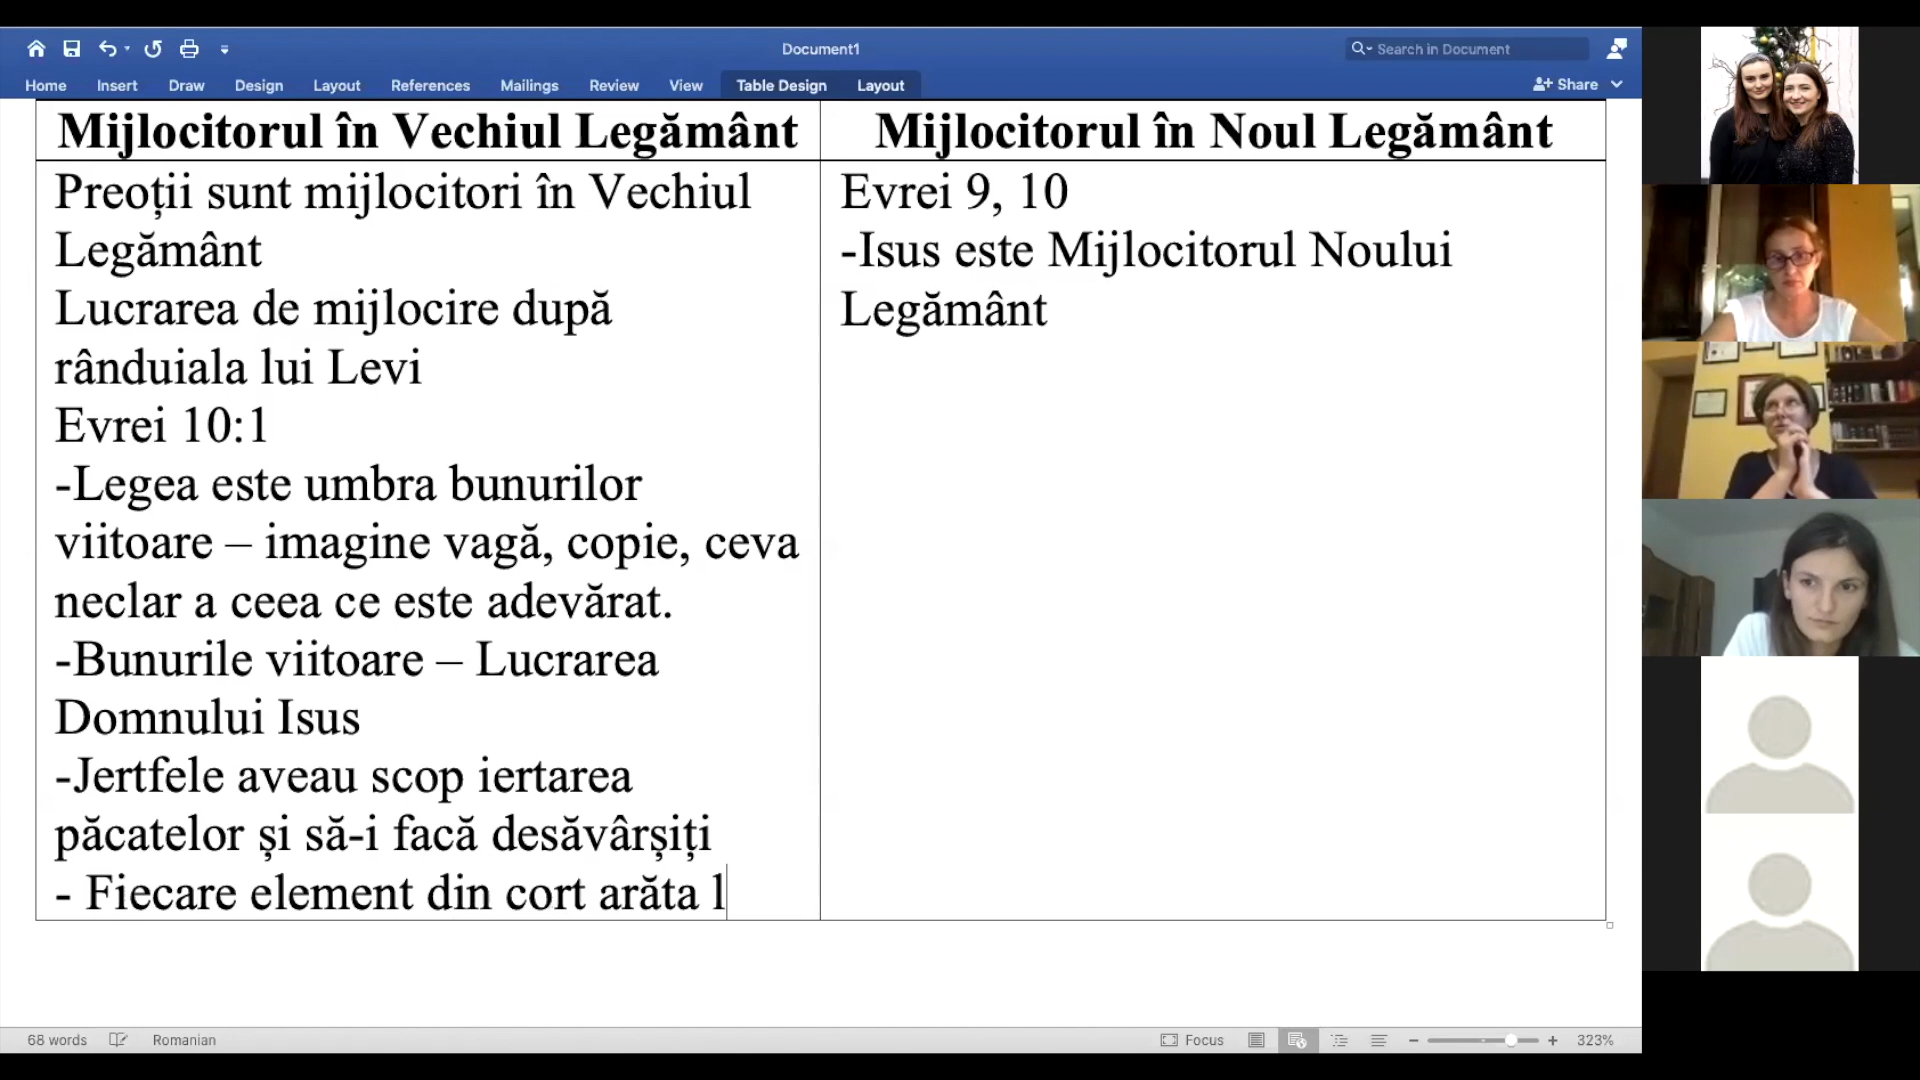 Document1
Search in Document
Home Insert Draw Design Layout References Mailings Review View Table Design Layout Share
Mijlocitorul în Vechiul Legământ
Preoții sunt mijlocitori în Vechiul
Legământ
Lucrarea de mijlocire după
rânduiala lui Levi
Evrei 10:1
-Legea este umbra bunurilor
viitoare – imagine vagă, copie, ceva
neclar a ceea ce este adevărat.
-Bunurile viitoare – Lucrarea
Domnului Isus
-Jertfele aveau scop iertarea
păcatelor și să-i facă desăvârșiți
- Fiecare element din cort arăta l
Mijlocitorul în Noul Legământ
Evrei 9, 10
-Isus este Mijlocitorul Noului
Legământ
68 words Romanian Focus 323%